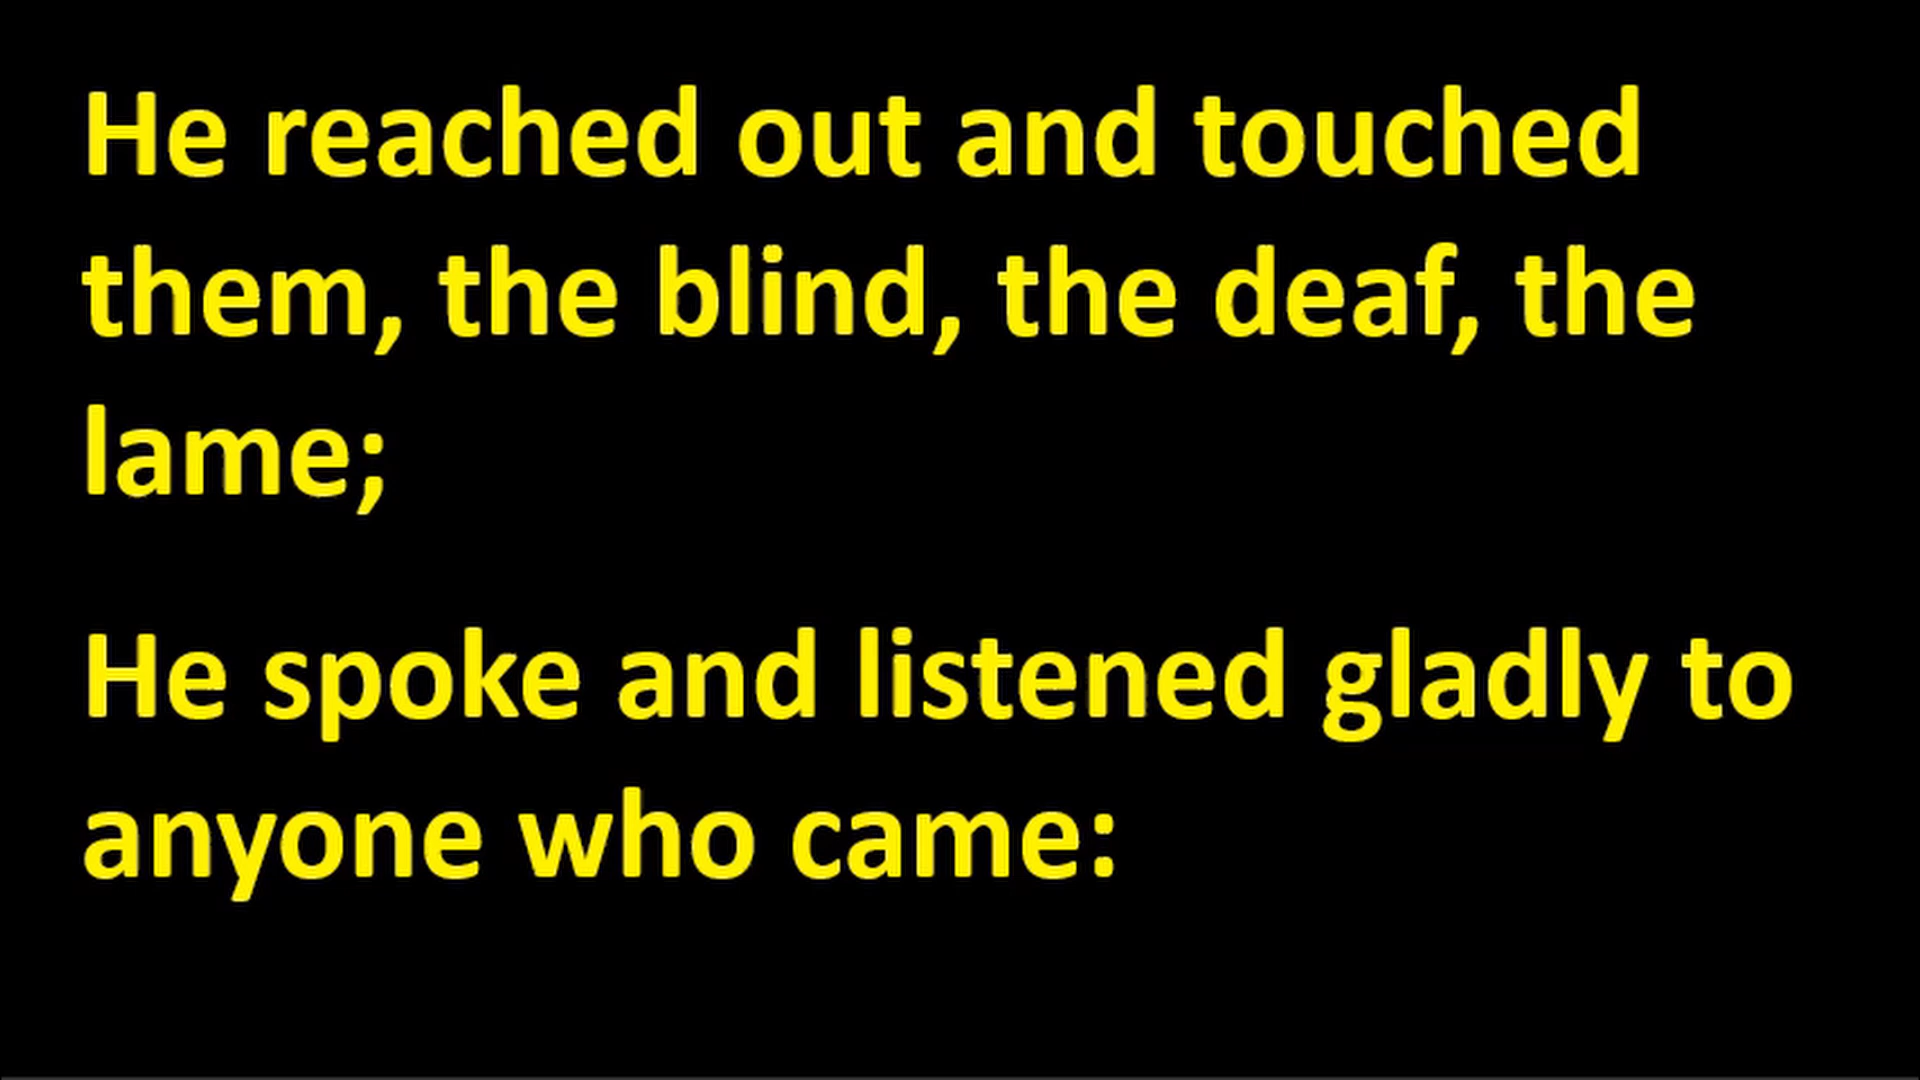 He reached out and touched
them, the blind, the deaf, the
lame;
He spoke and listened gladly to
anyone who came: